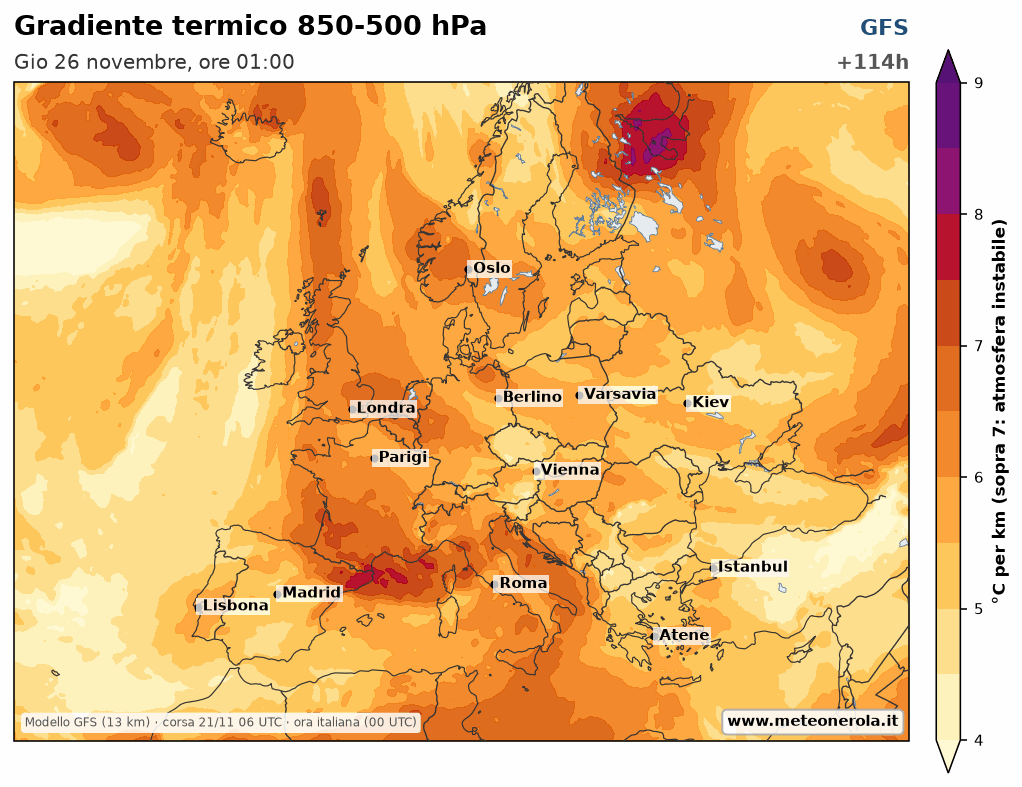 Gradiente termico 850-500 hPa
GFS
Gio 26 novembre, ore 01:00
+114h
Oslo
Londra
Berlino
Varsavia
Kiev
Parigi
Vienna
Madrid
Lisbona
Roma
Istanbul
Atene
Modello GFS (13 km) · corsa 21/11 06 UTC · ora italiana (00 UTC)
www.meteonerola.it
9
8
7
6
5
4
°C per km (sopra 7: atmosfera instabile)